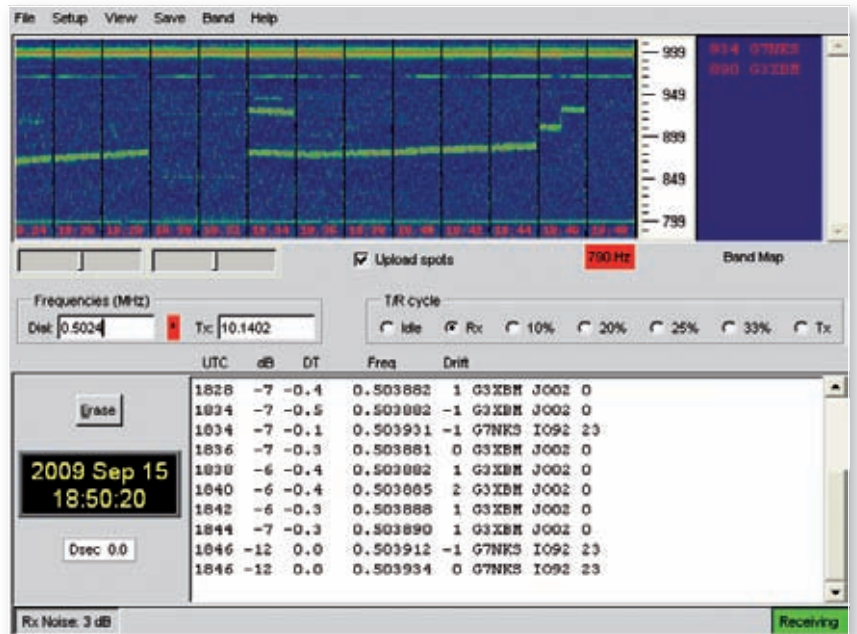 File Setup View Save Band Help
999
949
899
849
799
934 G7NKS
890 G3XBM
Upload spots
790 Hz
Band Map
Frequencies (MHz)
Dial: 0.5024
Tx: 10.1402
T/R cycle
Idle Rx 10% 20% 25% 33% Tx
UTC dB DT Freq Drift
1828 -7 -0.4 0.503882 1 G3XBM JO02 0
1834 -7 -0.5 0.503882 -1 G3XBM JO02 0
1834 -7 -0.1 0.503931 -1 G7NKS IO92 23
1836 -7 -0.3 0.503881 0 G3XBM JO02 0
1838 -6 -0.4 0.503882 1 G3XBM JO02 0
1840 -6 -0.4 0.503885 2 G3XBM JO02 0
1842 -6 -0.3 0.503888 1 G3XBM JO02 0
1844 -7 -0.3 0.503890 1 G3XBM JO02 0
1846 -12 0.0 0.503912 -1 G7NKS IO92 23
1846 -12 0.0 0.503934 0 G7NKS IO92 23
Erase
2009 Sep 15
18:50:20
Dsec 0.0
Rx Noise: 3 dB
Receiving